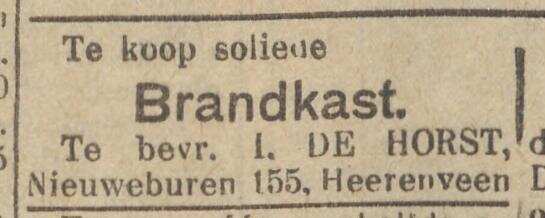 Te koop soliede
Brandkast.
Te bevr. I. DE HORST,
Nieuweburen 155, Heerenveen